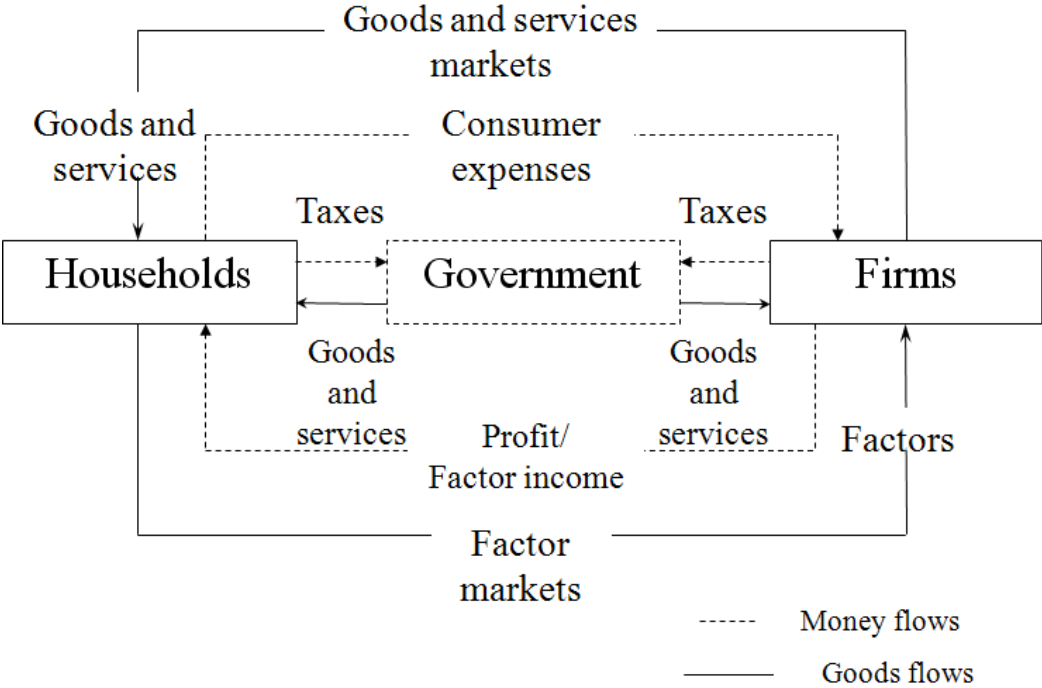 Goods and services
markets
Goods and
services
Consumer
expenses
Taxes
Taxes
Households
Government
Firms
Goods
and
services
Goods
and
services
Profit/
Factor income
Factors
Factor
markets
Money flows
Goods flows